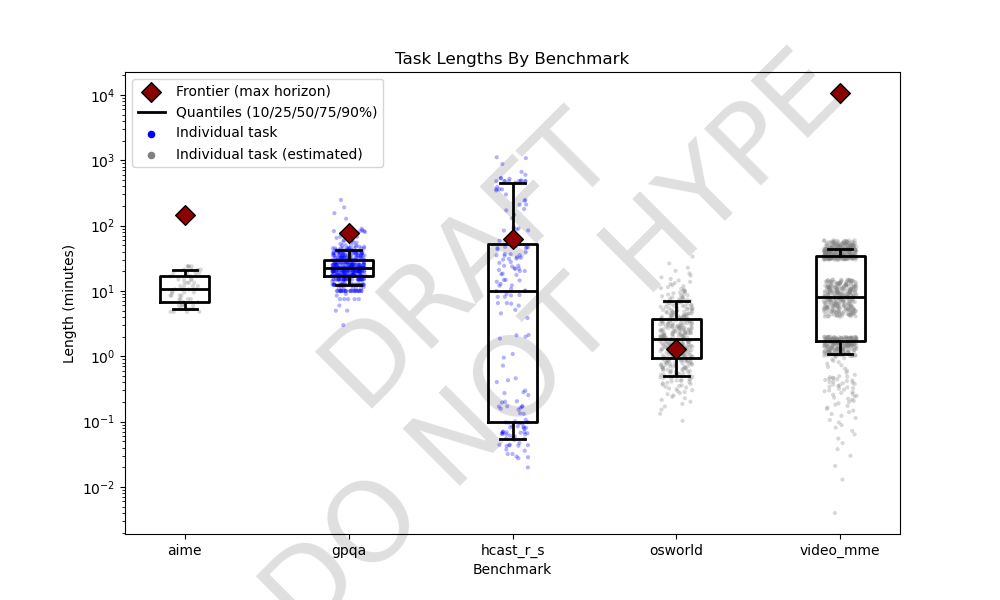 Task Lengths By Benchmark
Frontier (max horizon)
Quantiles (10/25/50/75/90%)
Individual task
Individual task (estimated)
Length (minutes)
10⁴
10³
10²
10¹
10⁰
10⁻¹
10⁻²
DRAFT
DO NOT HYPE
aime
gpqa
hcast_r_s
osworld
video_mme
Benchmark